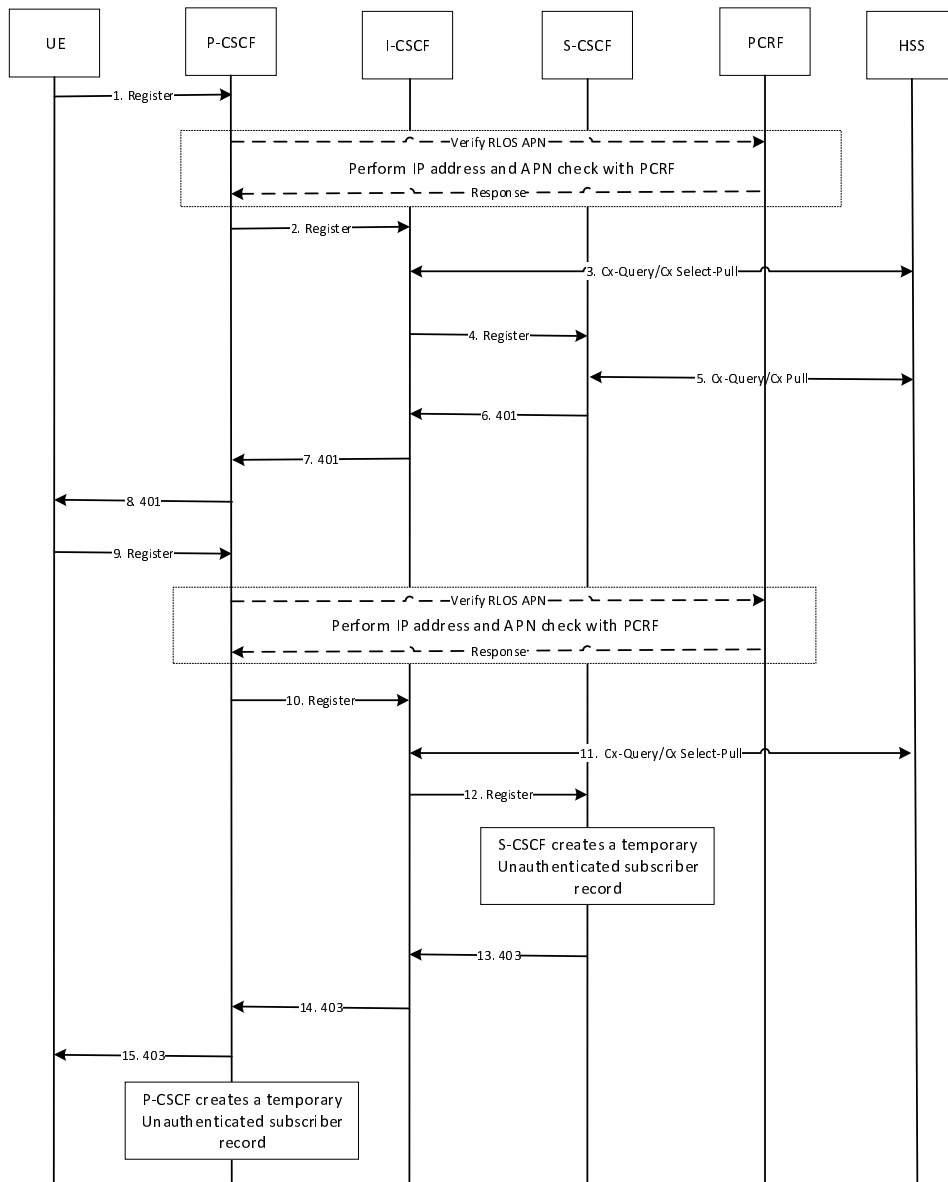 UE
P-CSCF
I-CSCF
S-CSCF
PCRF
HSS
1. Register
Verify RLOS APN
Perform IP address and APN check with PCRF
Response
2. Register
3. Cx-Query/Cx Select-Pull
4. Register
5. Cx-Query/Cx Pull
6. 401
7. 401
8. 401
9. Register
Verify RLOS APN
Perform IP address and APN check with PCRF
Response
10. Register
11. Cx-Query/Cx Select-Pull
12. Register
S-CSCF creates a temporary
Unauthenticated subscriber
record
13. 403
14. 403
15. 403
P-CSCF creates a temporary
Unauthenticated subscriber
record